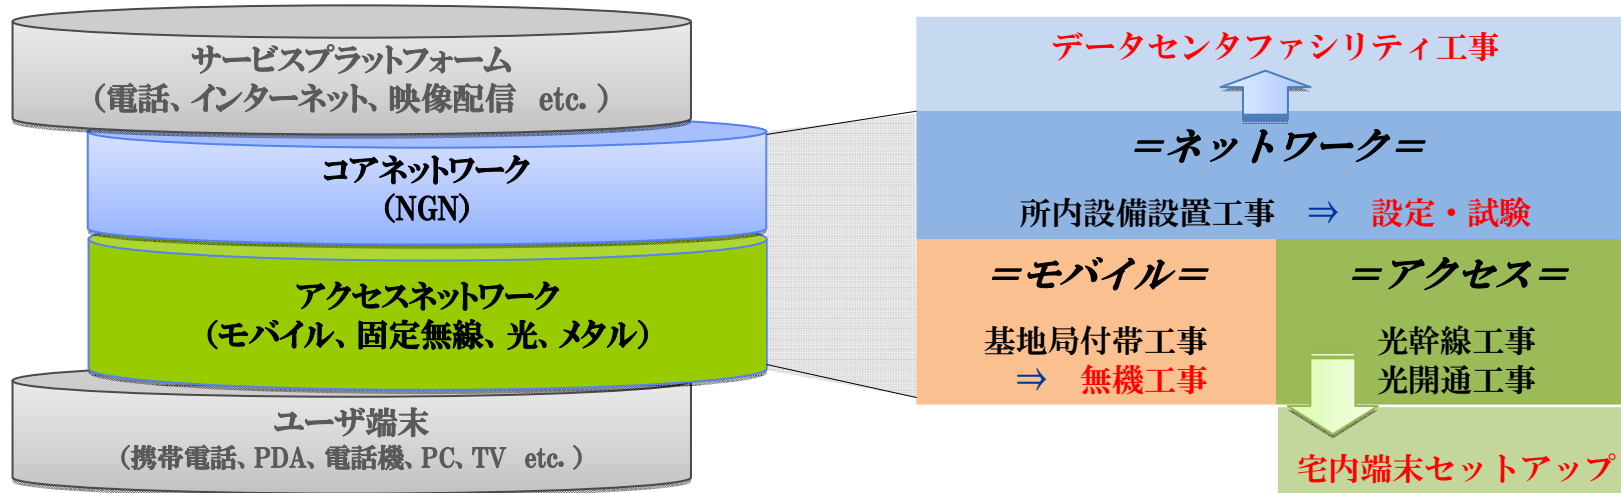 サービスプラットフォーム
（電話、インターネット、映像配信　etc.）
コアネットワーク
(NGN)
アクセスネットワーク
（モバイル、固定無線、光、メタル）
ユーザ端末
（携帯電話、PDA、電話機、PC、TV　etc.）
データセンタファシリティ工事
＝ネットワーク＝
所内設備設置工事　⇒　設定・試験
＝モバイル＝
基地局付帯工事
⇒　無機工事
＝アクセス＝
光幹線工事
光開通工事
宅内端末セットアップ